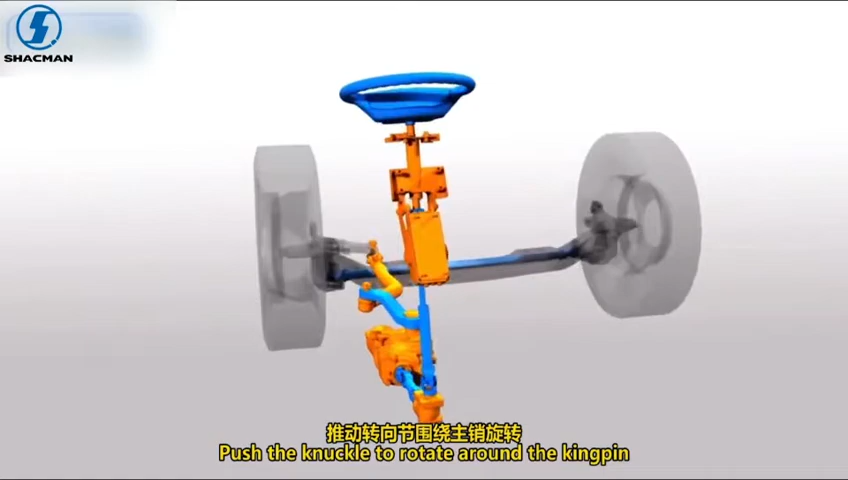 SHACMAN
推动转向节围绕主销旋转
Push the knuckle to rotate around the kingpin